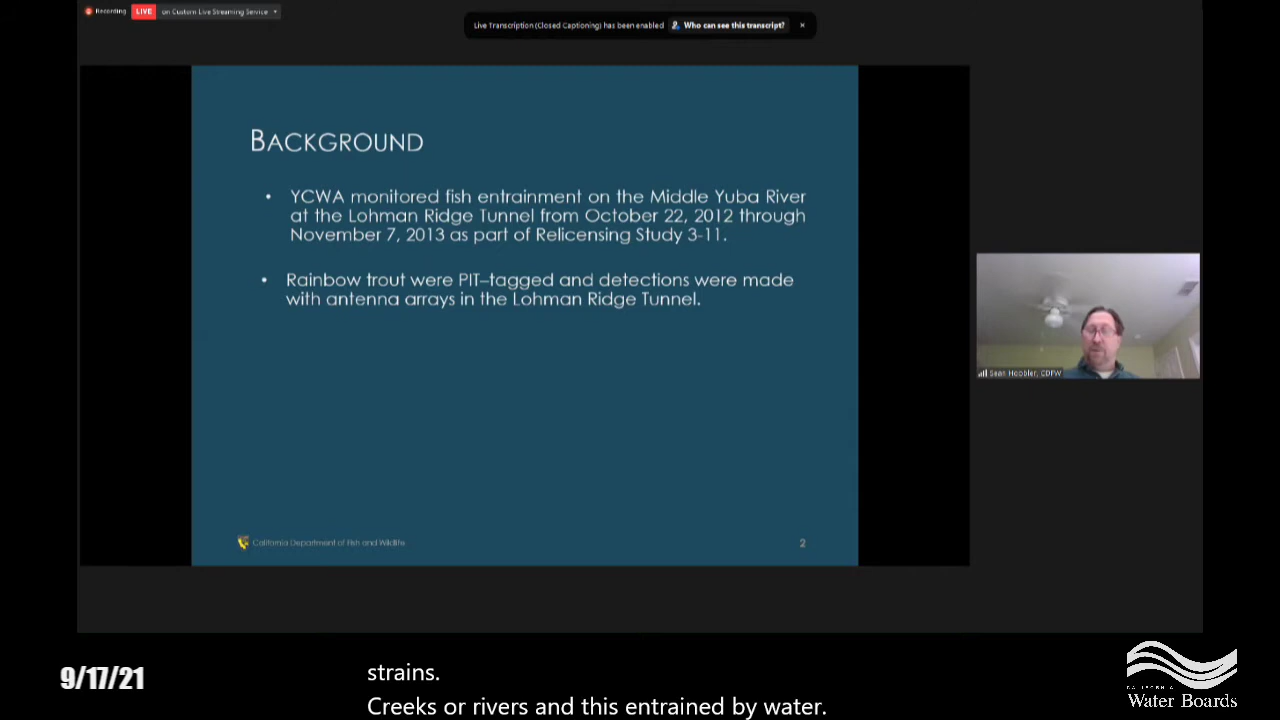 Recording LIVE on Custom Live Streaming Service
Live Transcription (Closed Captioning) has been enabled Who can see this transcript? ×
BACKGROUND
• YCWA monitored fish entrainment on the Middle Yuba River
at the Lohman Ridge Tunnel from October 22, 2012 through
November 7, 2013 as part of Relicensing Study 3-11.
• Rainbow trout were PIT–tagged and detections were made
with antenna arrays in the Lohman Ridge Tunnel.
Sean Hoobler, CDFW
California Department of Fish and Wildlife 2
strains.
9/17/21
Creeks or rivers and this entrained by water.
CALIFORNIA
Water Boards